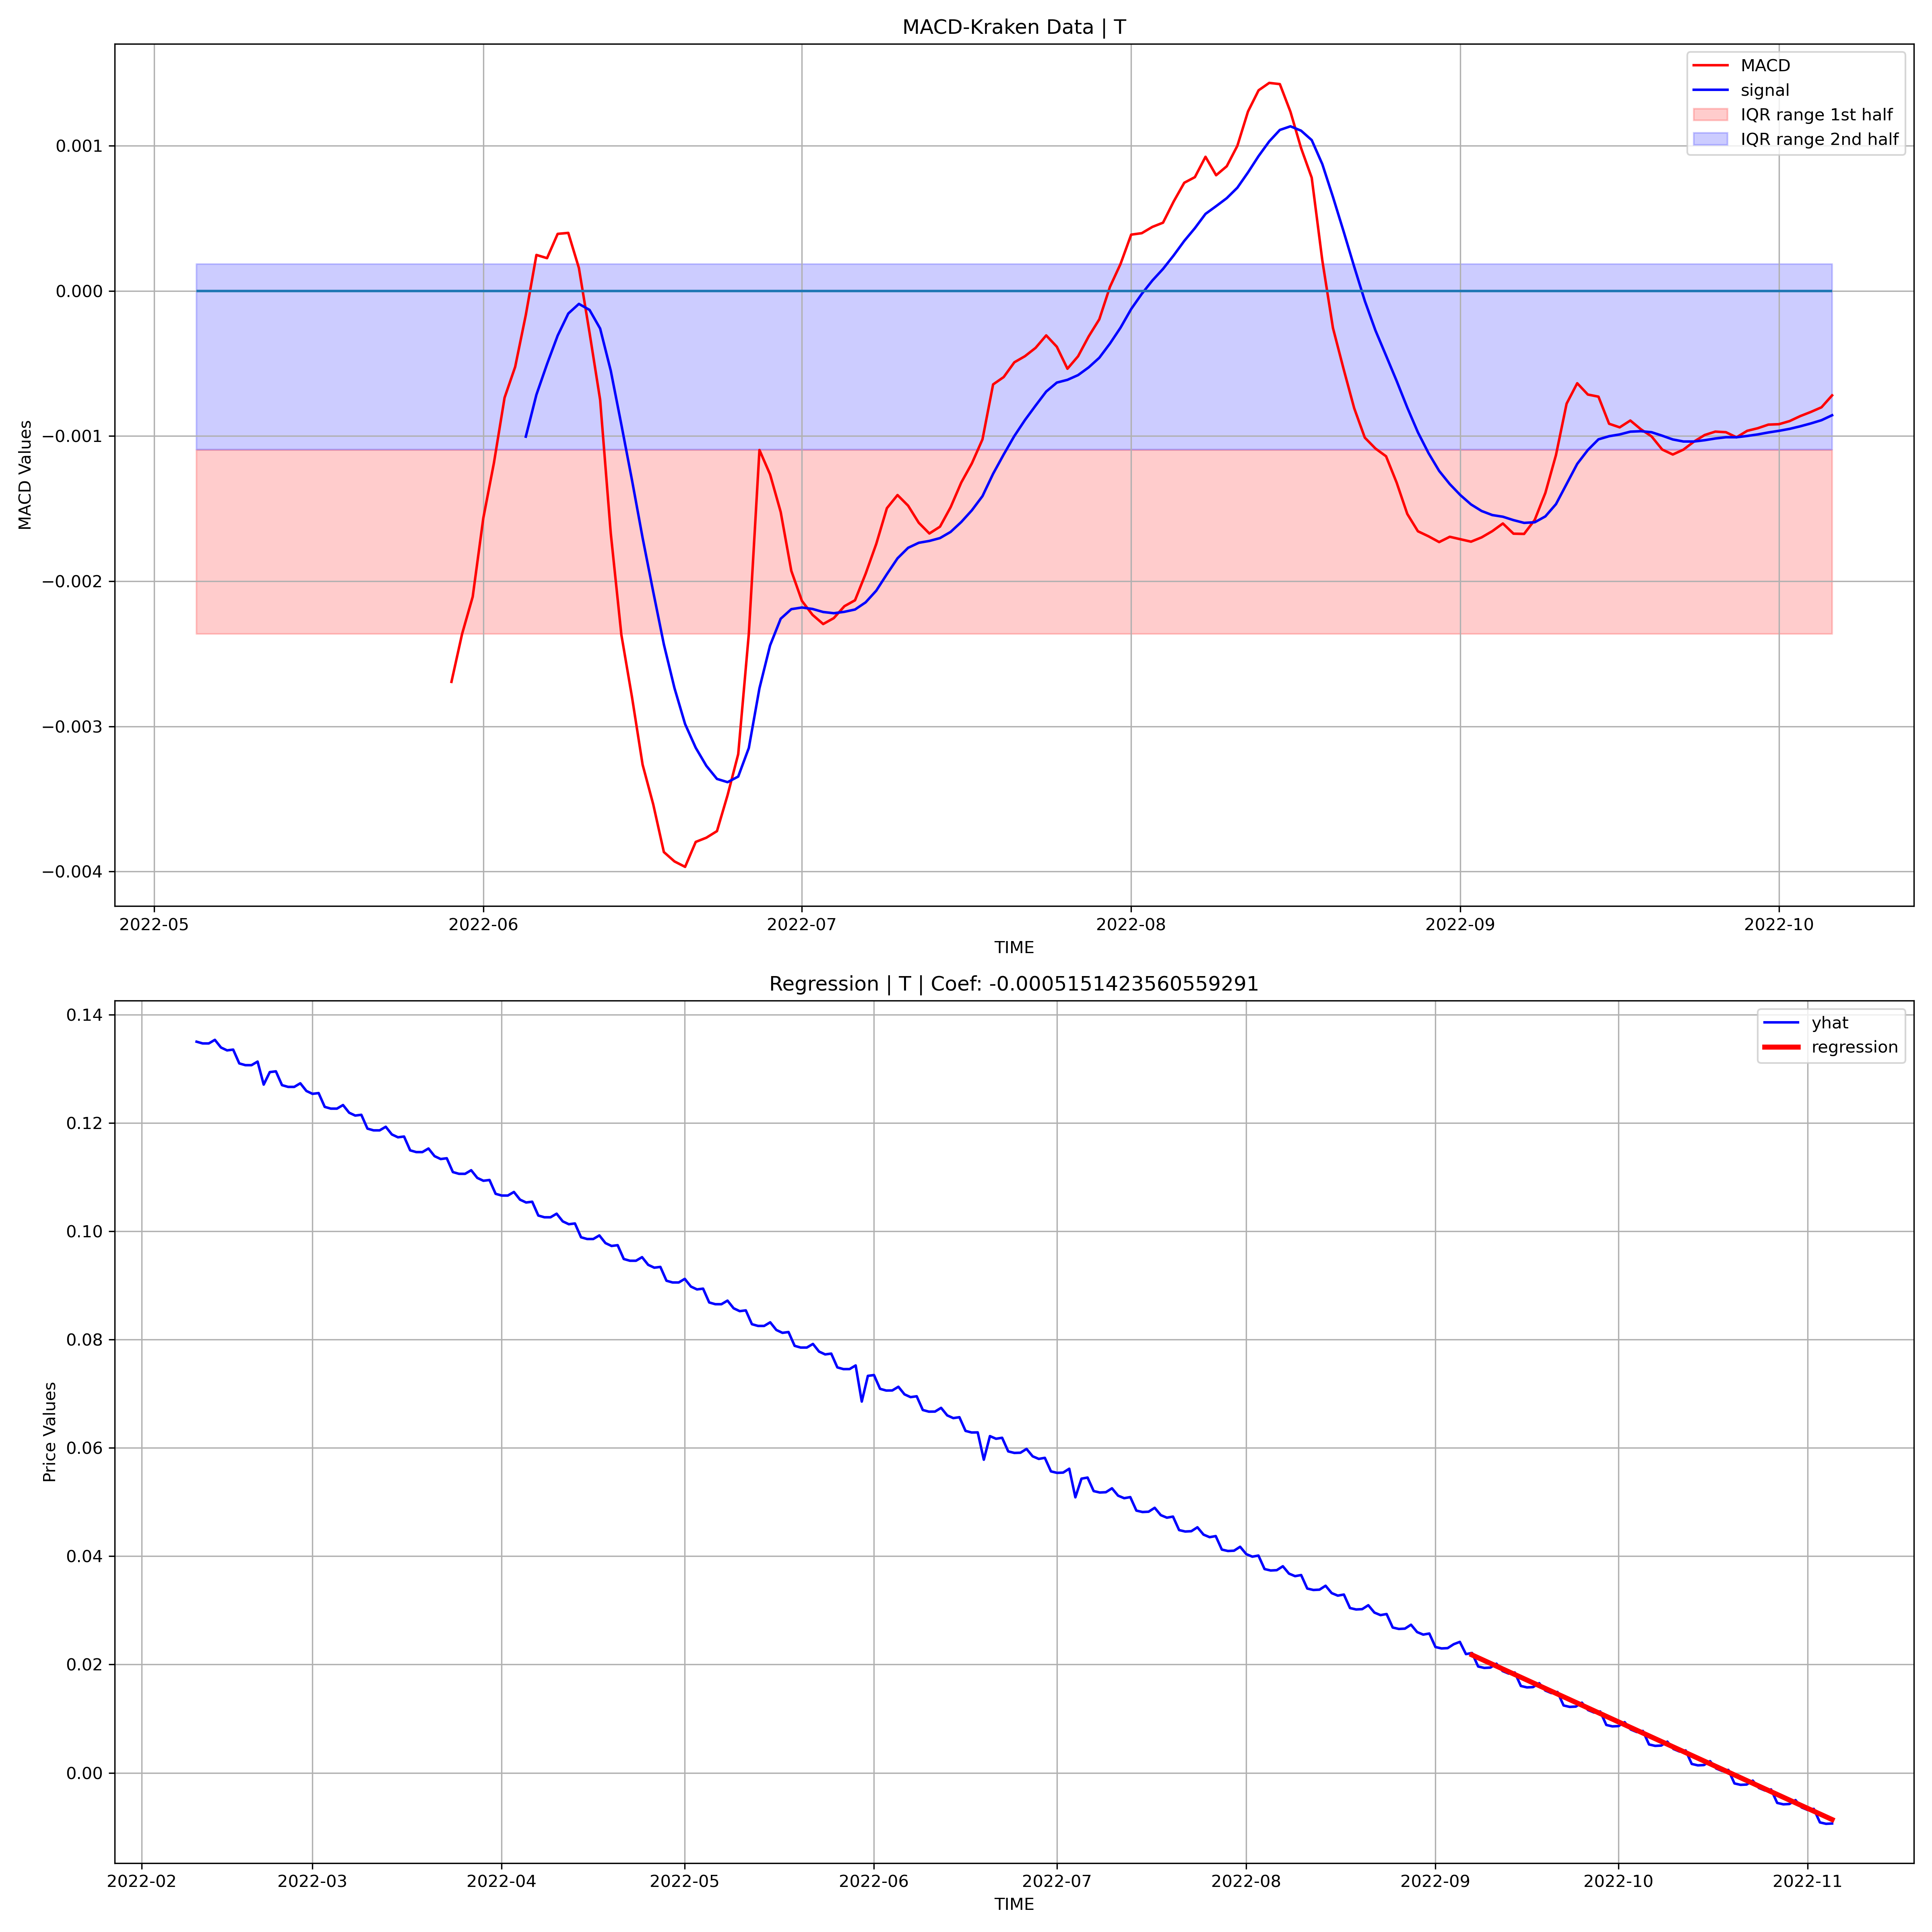 MACD-Kraken Data | T
MACD
signal
IQR range 1st half
IQR range 2nd half
MACD Values
0.001
0.000
−0.001
−0.002
−0.003
−0.004
2022-05 2022-06 2022-07 2022-08 2022-09 2022-10
TIME
Regression | T | Coef: -0.0005151423560559291
yhat
regression
Price Values
0.14
0.12
0.10
0.08
0.06
0.04
0.02
0.00
2022-02 2022-03 2022-04 2022-05 2022-06 2022-07 2022-08 2022-09 2022-10 2022-11
TIME